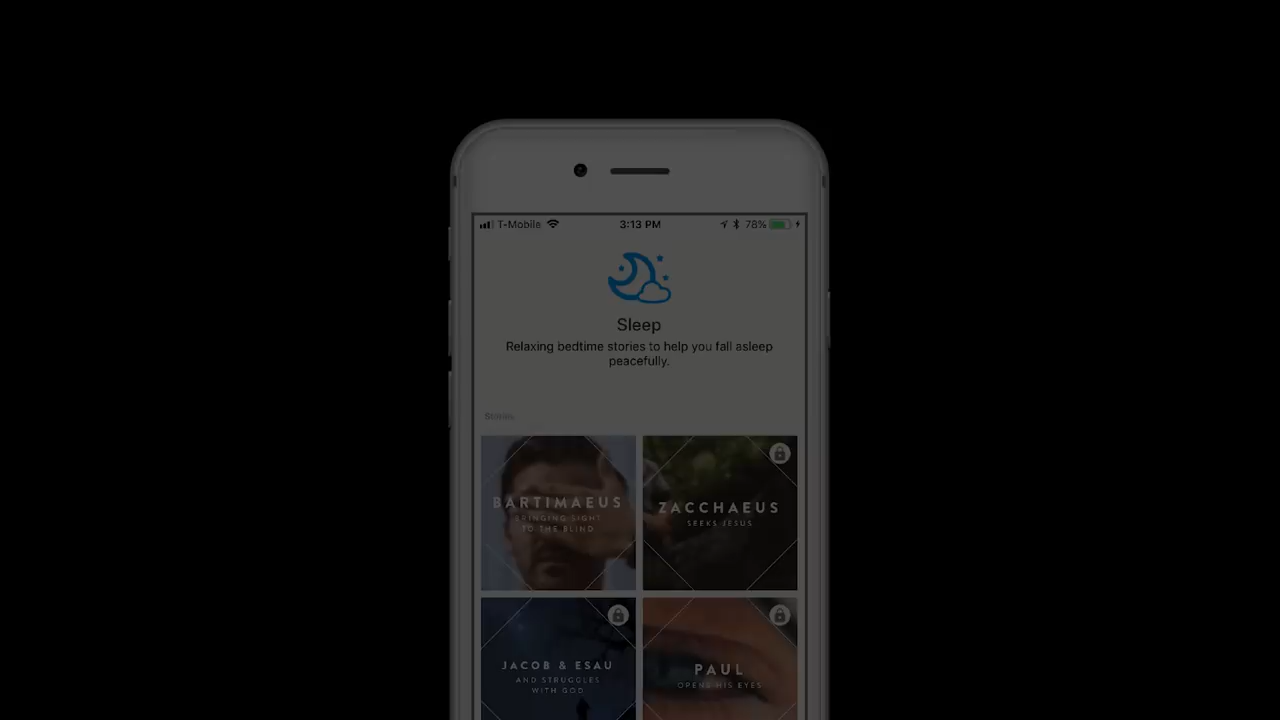 T-Mobile 3:13 PM 78%
Sleep
Relaxing bedtime stories to help you fall asleep
peacefully.
Stories
BARTIMAEUS
BRINGING SIGHT
TO THE BLIND
ZACCHAEUS
SEEKS JESUS
JACOB & ESAU
AND STRUGGLES
WITH GOD
PAUL
OPENS HIS EYES